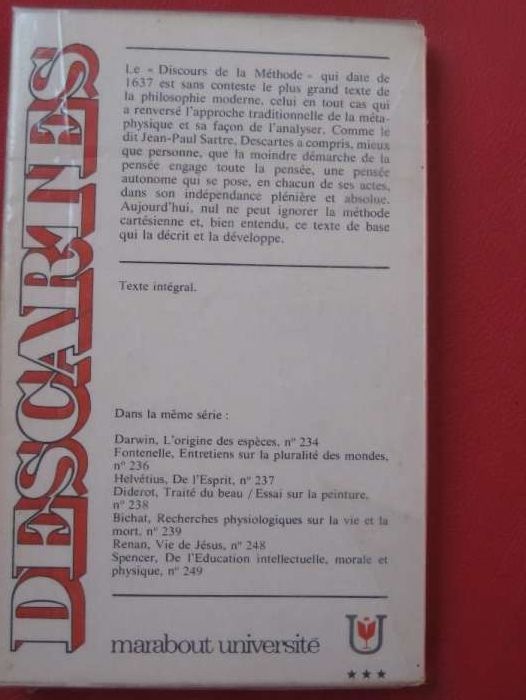 DESCARTES
Le « Discours de la Méthode » qui date de
1637 est sans conteste le plus grand texte de
la philosophie moderne, celui en tout cas qui
a renversé l'approche traditionnelle de la méta-
physique et sa façon de l'analyser. Comme le
dit Jean-Paul Sartre, Descartes a compris, mieux
que personne, que la moindre démarche de la
pensée engage toute la pensée, une pensée
autonome qui se pose, en chacun de ses actes,
dans son indépendance plénière et absolue.
Aujourd'hui, nul ne peut ignorer la méthode
cartésienne et, bien entendu, ce texte de base
qui la décrit et la développe.
Texte intégral.
Dans la même série :
Darwin, L'origine des espèces, n° 234
Fontenelle, Entretiens sur la pluralité des mondes,
n° 236
Helvétius, De l'Esprit, n° 237
Diderot, Traité du beau / Essai sur la peinture,
n° 238
Bichat, Recherches physiologiques sur la vie et la
mort, n° 239
Renan, Vie de Jésus, n° 248
Spencer, De l'Education intellectuelle, morale et
physique, n° 249
marabout université
★★★